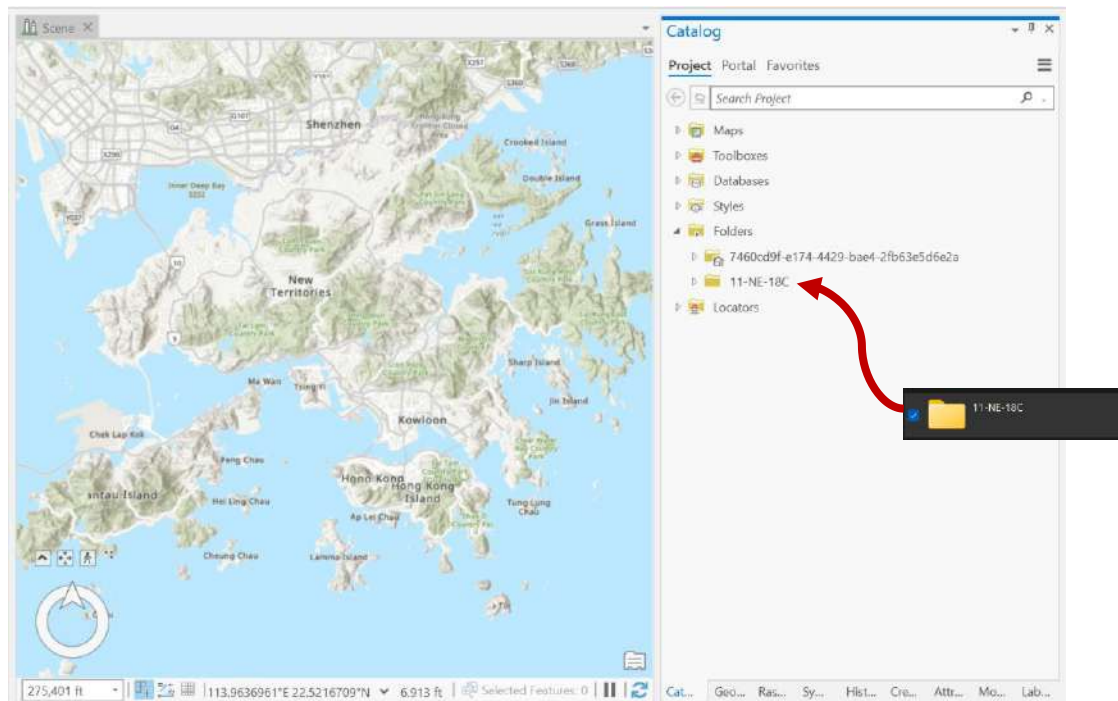 Scene
Shenzhen
Crooked Island
Double Island
Inner Deep Bay
Grass Island
New
Territories
Sharp Island
Ma Wan
Tsing Yi
Jin Island
Kowloon
Chek Lap Kok
Peng Chau
Hong Kong
Hong Kong
Island
antau Island
Hei Ling Chau
Ap Lei Chau
Tung Lung
Chau
Cheung Chau
Lamma Island
275,401 ft
113.9636961°E 22.5216709°N
6.913 ft
Selected Features: 0
Catalog
Project Portal Favorites
Search Project
Maps
Toolboxes
Databases
Styles
Folders
7460cd9f-e174-4429-bae4-2fb63e5d6e2a
11-NE-18C
Locators
11-NE-18C
Cat... Geo... Ras... Sy... Hist... Cre... Attr... Mo... Lab...